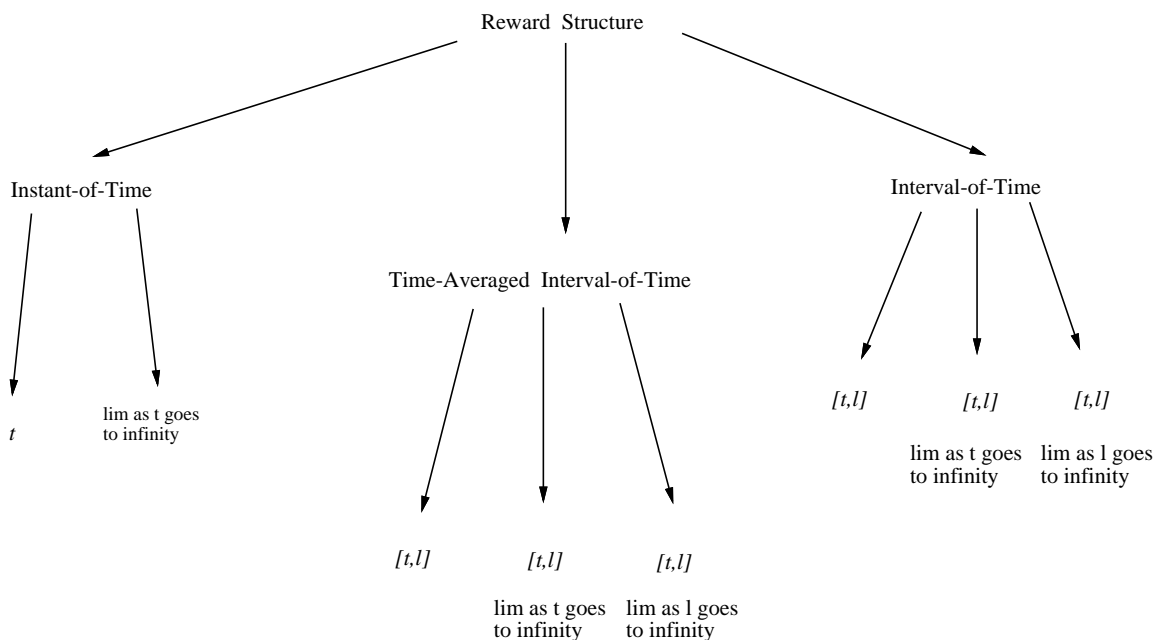 Reward Structure
Instant-of-Time
Interval-of-Time
Time-Averaged Interval-of-Time
t
lim as t goes
to infinity
[t,l]
[t,l]
lim as t goes
to infinity
[t,l]
lim as l goes
to infinity
[t,l]
[t,l]
lim as t goes
to infinity
[t,l]
lim as l goes
to infinity